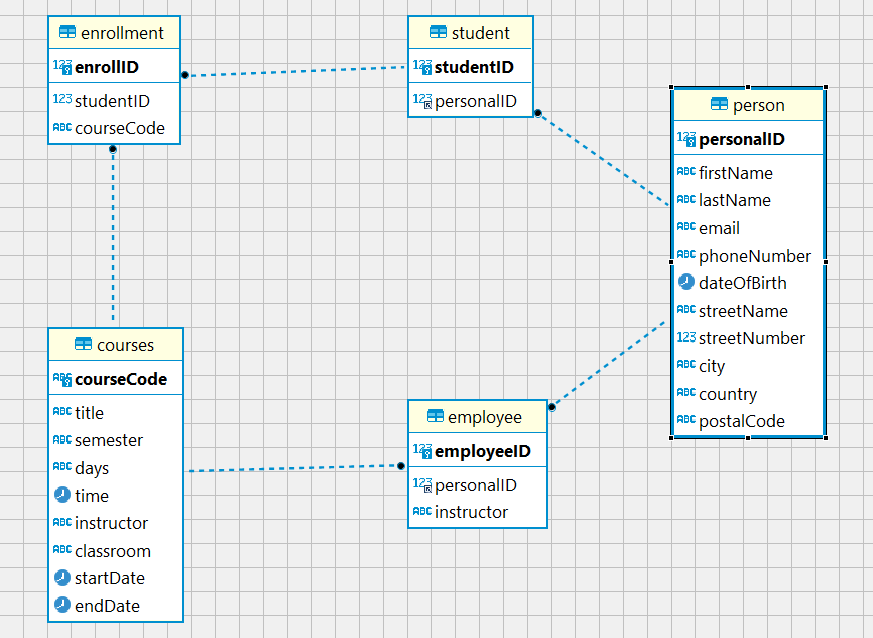 enrollment
123 enrollID
123 studentID
ABC courseCode
student
123 studentID
123 personalID
person
123 personalID
ABC firstName
ABC lastName
ABC email
ABC phoneNumber
dateOfBirth
ABC streetName
123 streetNumber
ABC city
ABC country
ABC postalCode
courses
ABC courseCode
ABC title
ABC semester
ABC days
time
ABC instructor
ABC classroom
startDate
endDate
employee
123 employeeID
123 personalID
ABC instructor